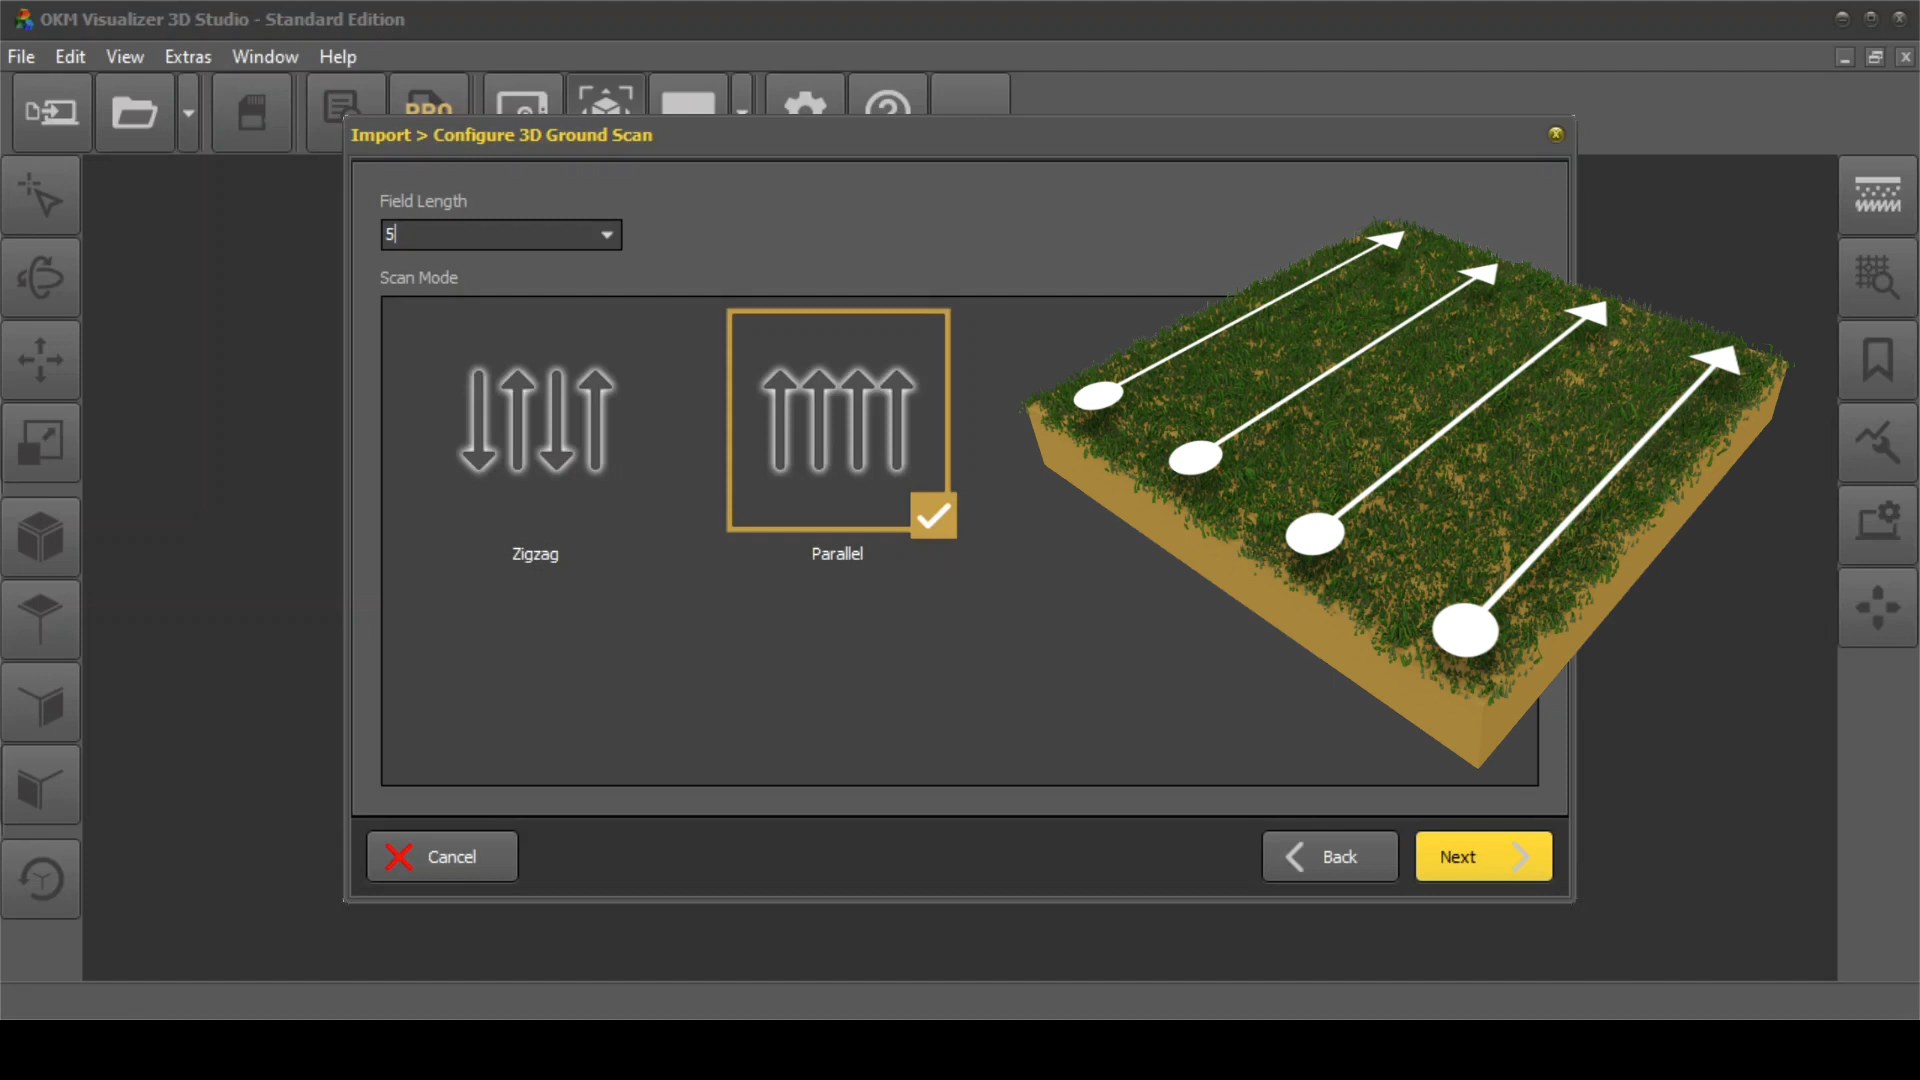 OKM Visualizer 3D Studio - Standard Edition
File Edit View Extras Window Help
PRO
Import > Configure 3D Ground Scan
Field Length
5
Scan Mode
Zigzag
Parallel
Cancel
Back
Next